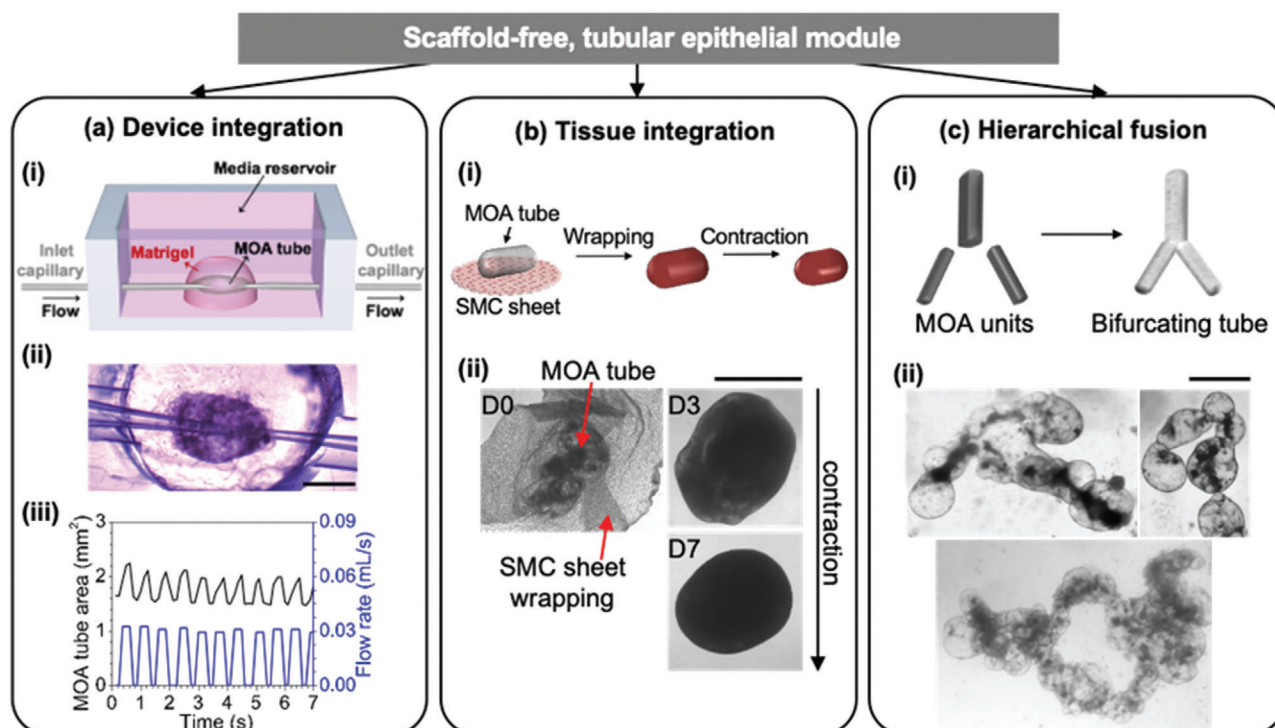 Scaffold-free, tubular epithelial module
(a) Device integration
(i)
Media reservoir
Inlet
capillary
Matrigel
MOA tube
Outlet
capillary
Flow
Flow
(ii)
(iii)
MOA tube area (mm²)
3
2
1
0
0.09
0.06
0.03
0.00
Flow rate (mL/s)
0 1 2 3 4 5 6 7
Time (s)
(b) Tissue integration
(i)
MOA tube
Wrapping
Contraction
SMC sheet
(ii)
MOA tube
D0
D3
D7
SMC sheet
wrapping
contraction
(c) Hierarchical fusion
(i)
MOA units
Bifurcating tube
(ii)